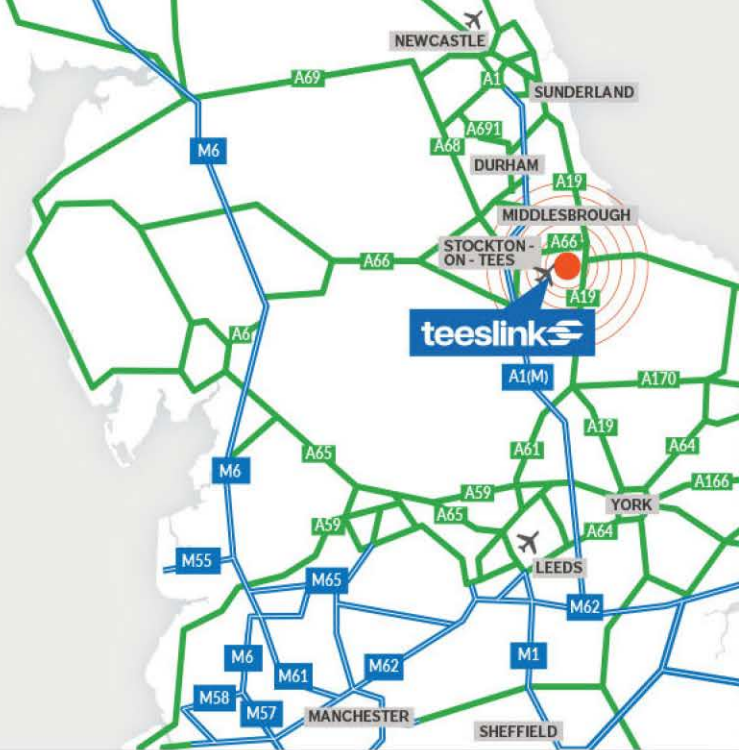 NEWCASTLE
A69
A1
SUNDERLAND
A691
M6
A68
DURHAM
A19
MIDDLESBROUGH
STOCKTON -
ON - TEES
A66
A66
A19
teeslink
A6
A1(M)
A170
A19
A61
A64
A65
M6
A59
A166
YORK
A65
A59
A64
M55
LEEDS
M65
M62
M6
M1
M62
M61
M58
M57
MANCHESTER
SHEFFIELD